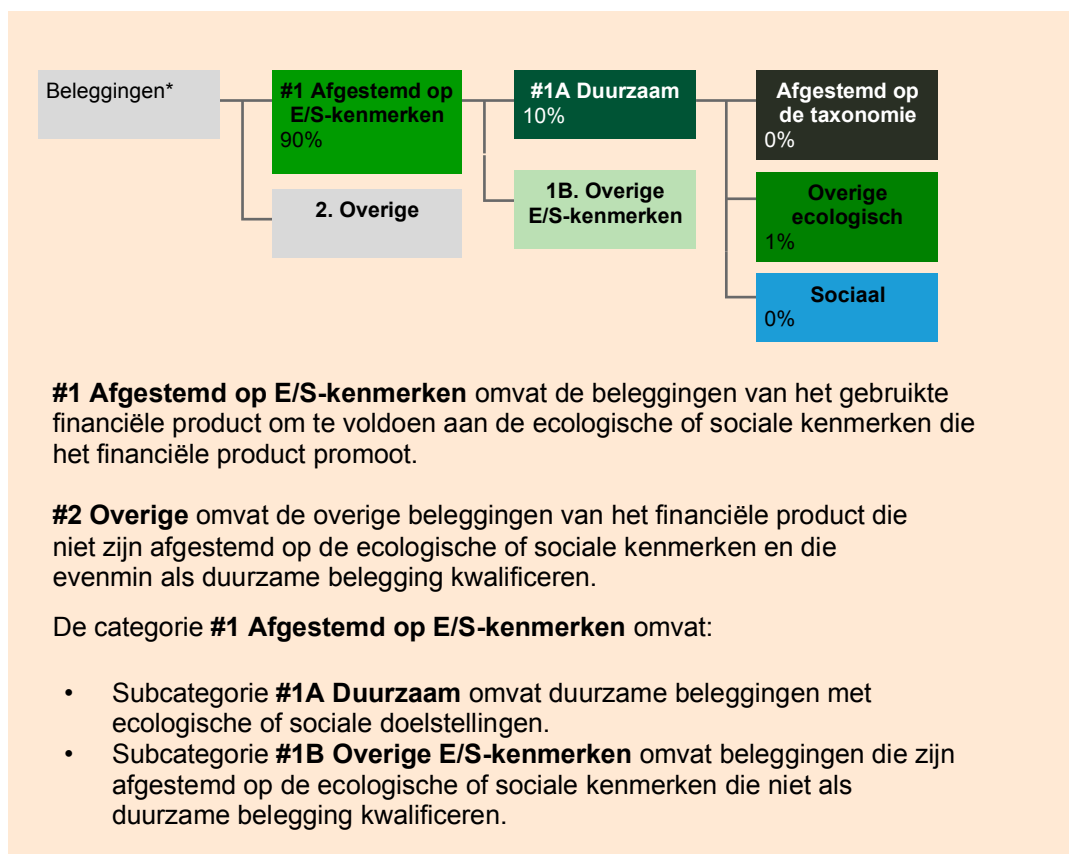 Beleggingen*
#1 Afgestemd op
E/S-kenmerken
90%
2. Overige
#1A Duurzaam
10%
1B. Overige
E/S-kenmerken
Afgestemd op
de taxonomie
0%
Overige
ecologisch
1%
Sociaal
0%
#1 Afgestemd op E/S-kenmerken omvat de beleggingen van het gebruikte
financiële product om te voldoen aan de ecologische of sociale kenmerken die
het financiële product promoot.
#2 Overige omvat de overige beleggingen van het financiële product die
niet zijn afgestemd op de ecologische of sociale kenmerken en die
evenmin als duurzame belegging kwalificeren.
De categorie #1 Afgestemd op E/S-kenmerken omvat:
• Subcategorie #1A Duurzaam omvat duurzame beleggingen met
ecologische of sociale doelstellingen.
• Subcategorie #1B Overige E/S-kenmerken omvat beleggingen die zijn
afgestemd op de ecologische of sociale kenmerken die niet als
duurzame belegging kwalificeren.